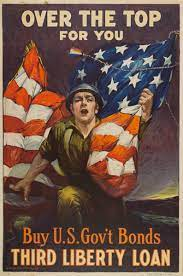 OVER THE TOP
FOR YOU
Buy U.S. Gov't Bonds
THIRD LIBERTY LOAN